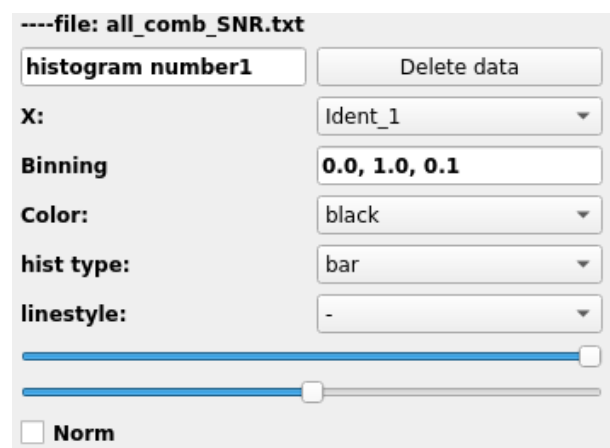 ----file: all_comb_SNR.txt
histogram number1 Delete data
X: Ident_1
Binning 0.0, 1.0, 0.1
Color: black
hist type: bar
linestyle: -
Norm